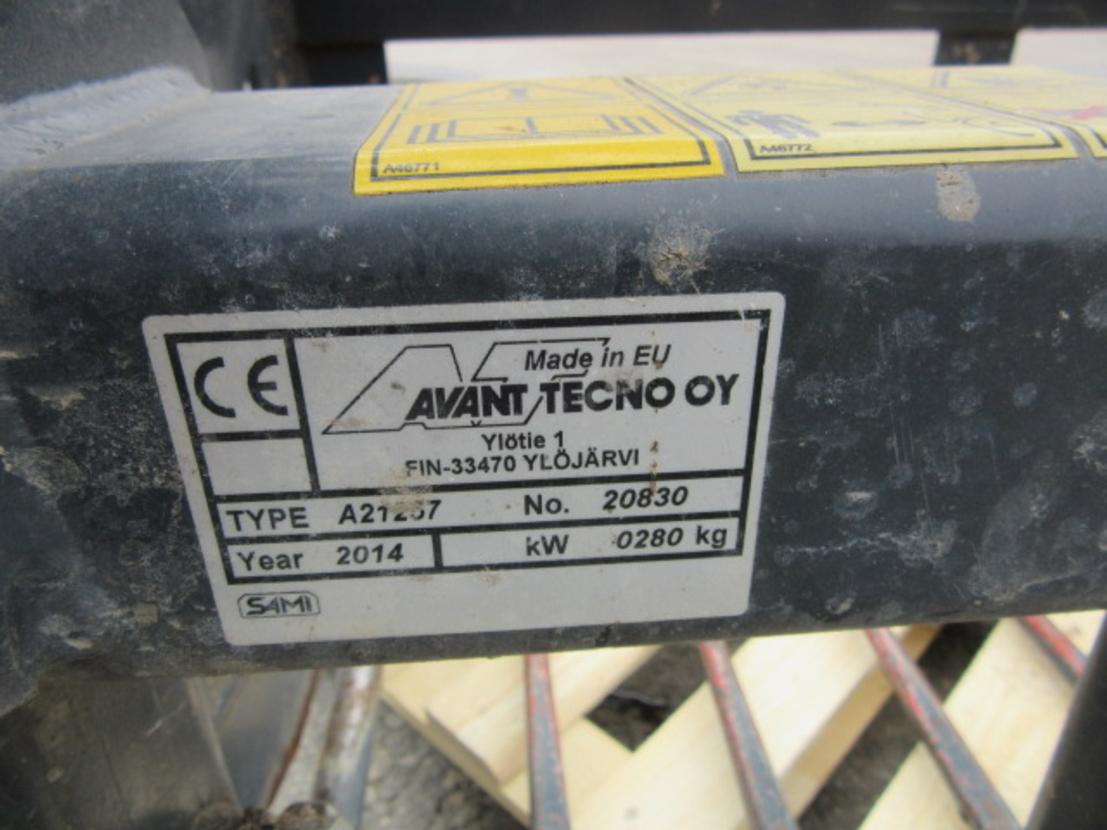 A46771
A46772
CE
Made in EU
AVANT TECNO OY
Ylötie 1
FIN-33470 YLÖJÄRVI
TYPE No. 20830
Year 2014 kW 0280 kg
SAMI